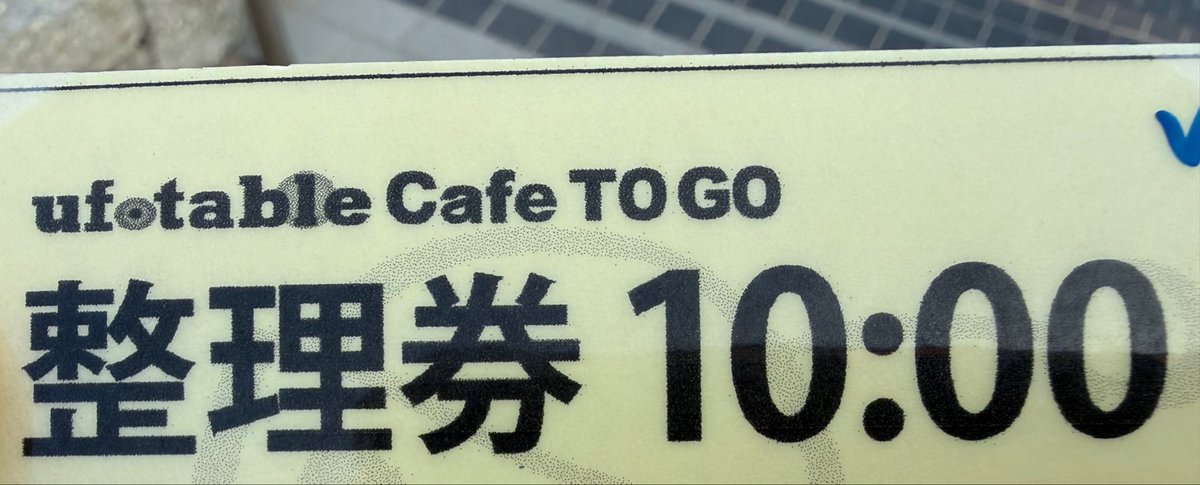 ufotable Cafe TO GO
整理券 10:00